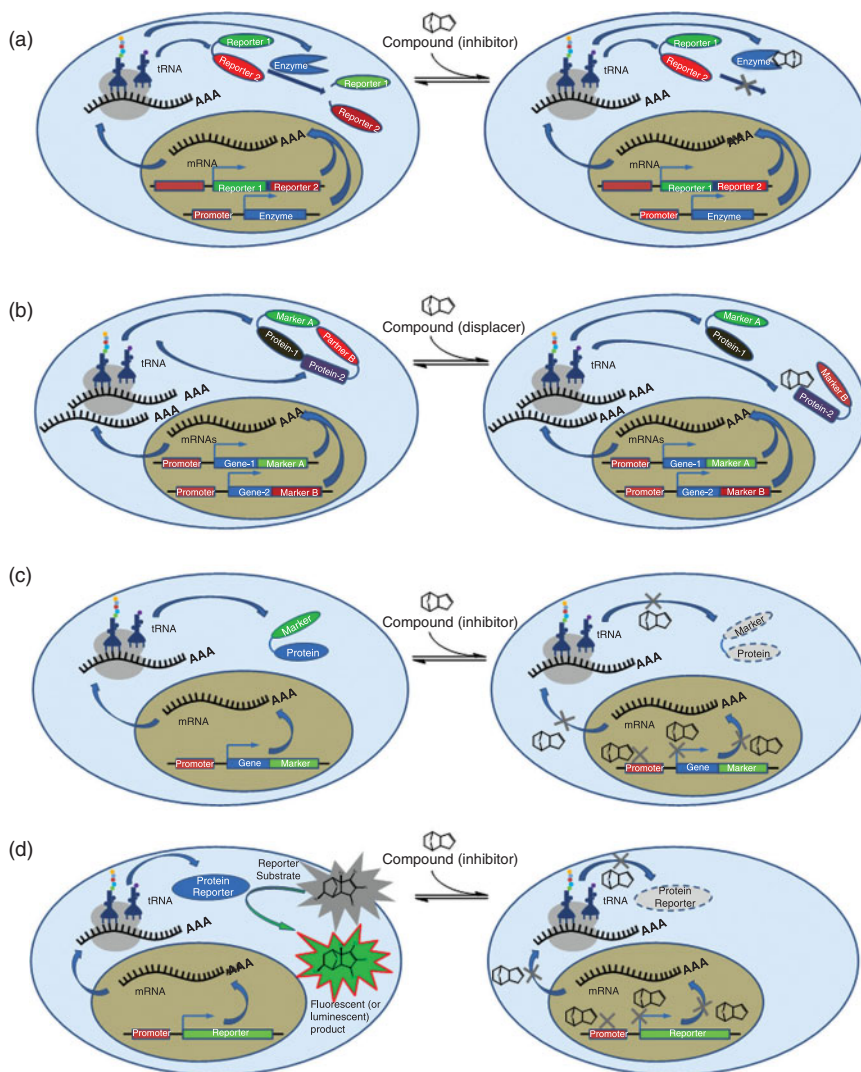 (a)
Reporter 1
Reporter 2
Enzyme
tRNA
AAA
Reporter 1
Reporter 2
AAA
mRNA
Reporter 1 Reporter 2
Promoter Enzyme
Compound (inhibitor)
Reporter 1
Reporter 2
Enzyme
tRNA
AAA
AAA
mRNA
Reporter 1 Reporter 2
Promoter Enzyme
(b)
Marker A
Partner B
Protein-1
Protein-2
tRNA
AAA
AAA
AAA
mRNAs
Promoter Gene-1 Marker A
Promoter Gene-2 Marker B
Compound (displacer)
Marker A
Protein-1
Marker B
Protein-2
tRNA
AAA
AAA
AAA
mRNAs
Promoter Gene-1 Marker A
Promoter Gene-2 Marker B
(c)
Marker
Protein
tRNA
AAA
AAA
mRNA
Promoter Gene Marker
Compound (inhibitor)
Marker
Protein
tRNA
AAA
AAA
mRNA
Promoter Gene Marker
(d)
Protein
Reporter
Reporter
Substrate
tRNA
AAA
AAA
mRNA
Promoter Reporter
Fluorescent (or
luminescent)
product
Compound (inhibitor)
Protein
Reporter
tRNA
AAA
AAA
mRNA
Promoter Reporter